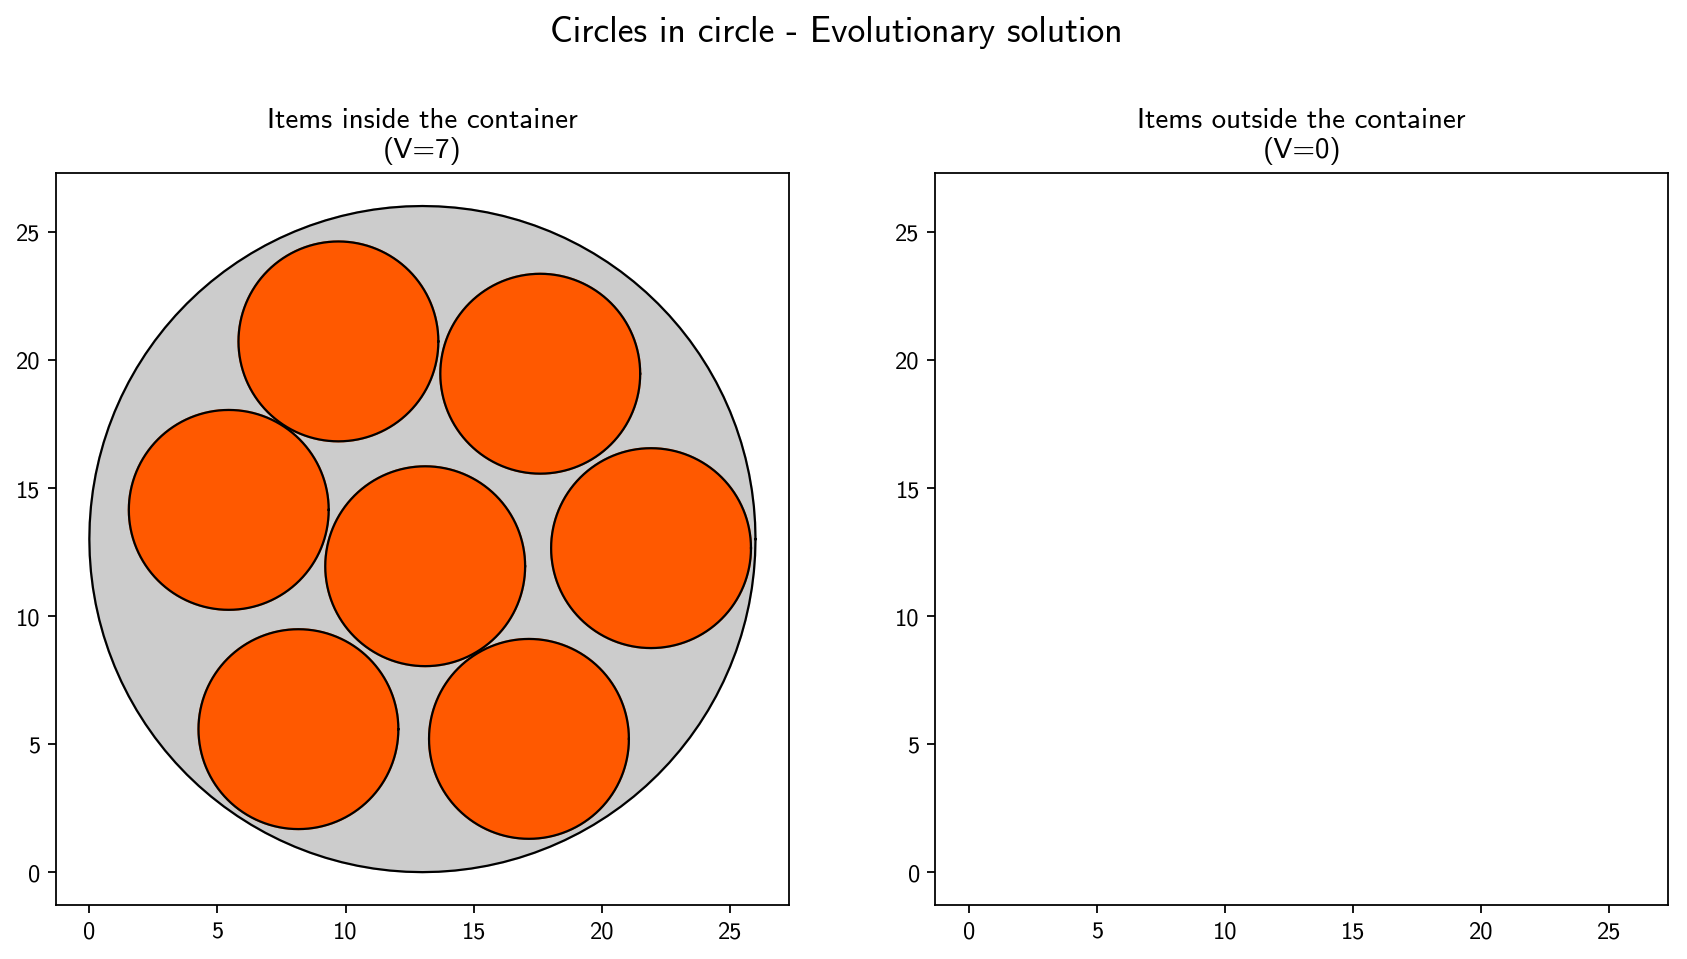 Circles in circle - Evolutionary solution
Items inside the container
(V=7)
25
20
15
10
5
0
0 5 10 15 20 25
Items outside the container
(V=0)
25
20
15
10
5
0
0 5 10 15 20 25